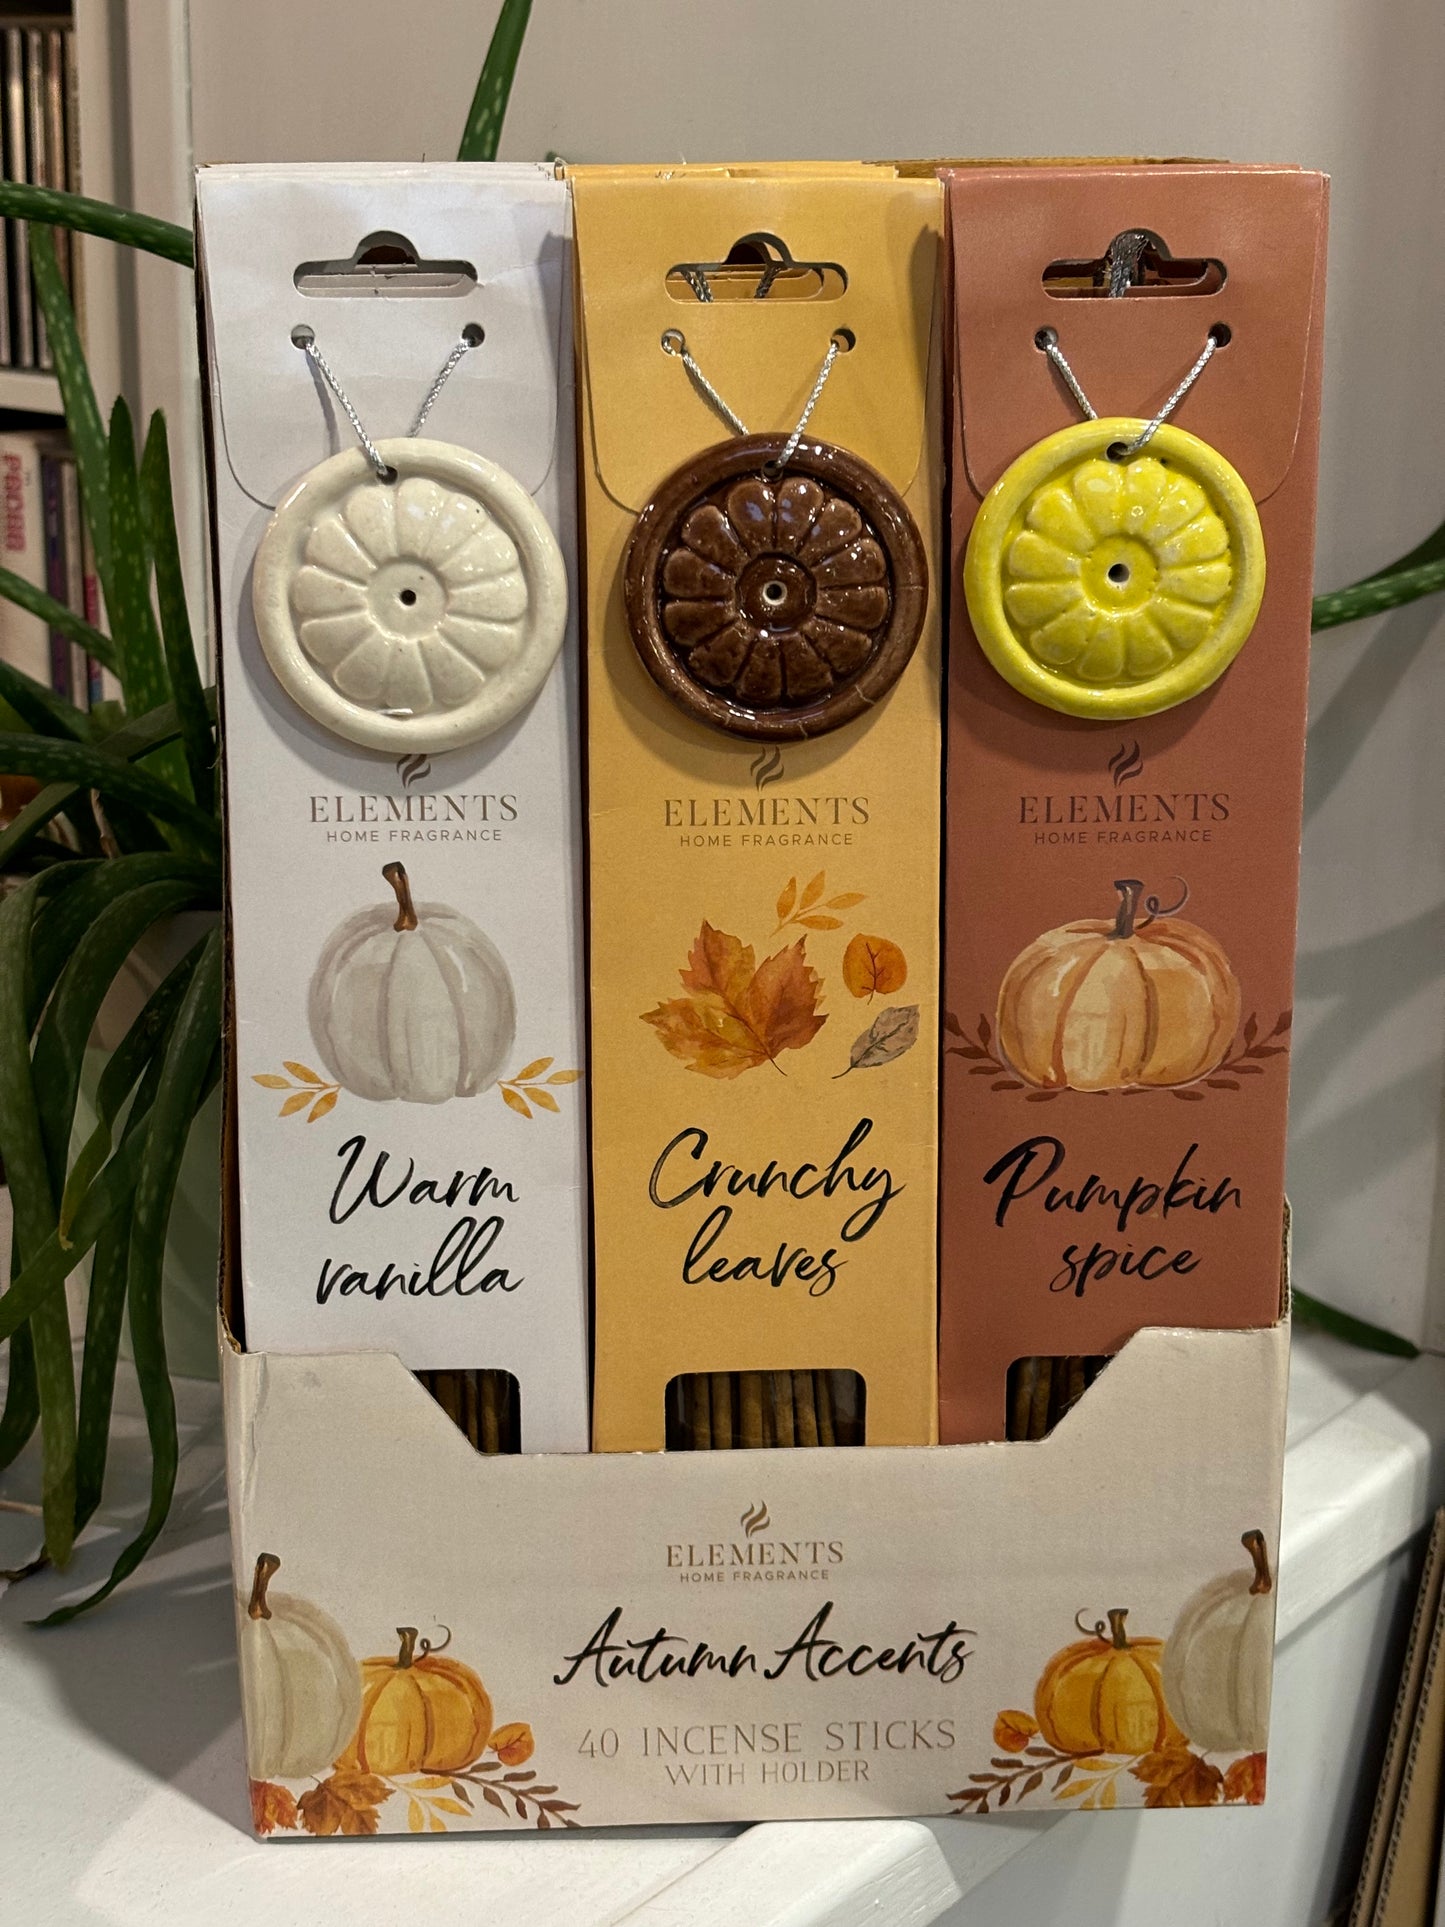 ELEMENTS
HOME FRAGRANCE
Warm
vanilla
ELEMENTS
HOME FRAGRANCE
Crunchy
leaves
ELEMENTS
HOME FRAGRANCE
Pumpkin
spice
ELEMENTS
HOME FRAGRANCE
Autumn Accents
40 INCENSE STICKS
WITH HOLDER